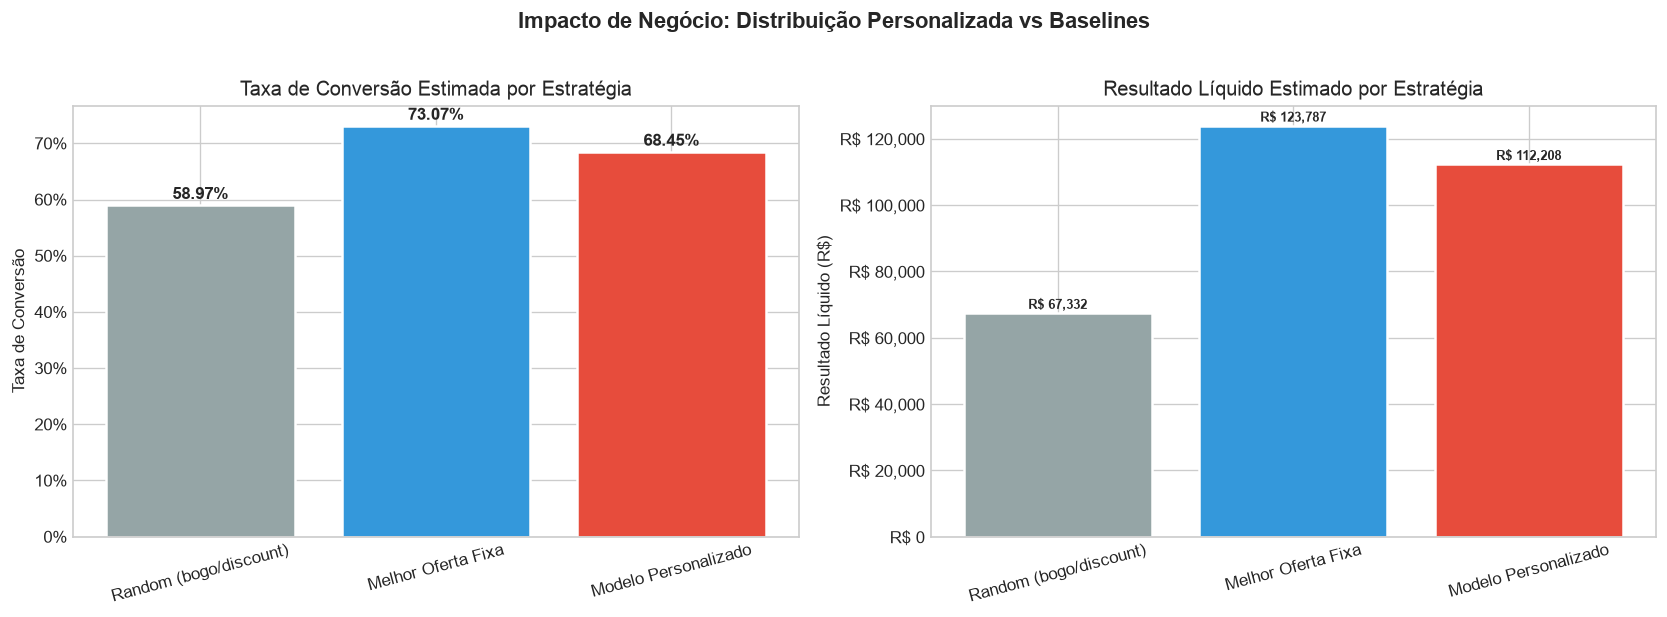 Impacto de Negócio: Distribuição Personalizada vs Baselines
Taxa de Conversão Estimada por Estratégia
Taxa de Conversão
70%
60%
50%
40%
30%
20%
10%
0%
58.97%
73.07%
68.45%
Random (bogo/discount)
Melhor Oferta Fixa
Modelo Personalizado
Resultado Líquido Estimado por Estratégia
Resultado Líquido (R$)
R$ 120,000
R$ 100,000
R$ 80,000
R$ 60,000
R$ 40,000
R$ 20,000
R$ 0
R$ 67,332
R$ 123,787
R$ 112,208
Random (bogo/discount)
Melhor Oferta Fixa
Modelo Personalizado